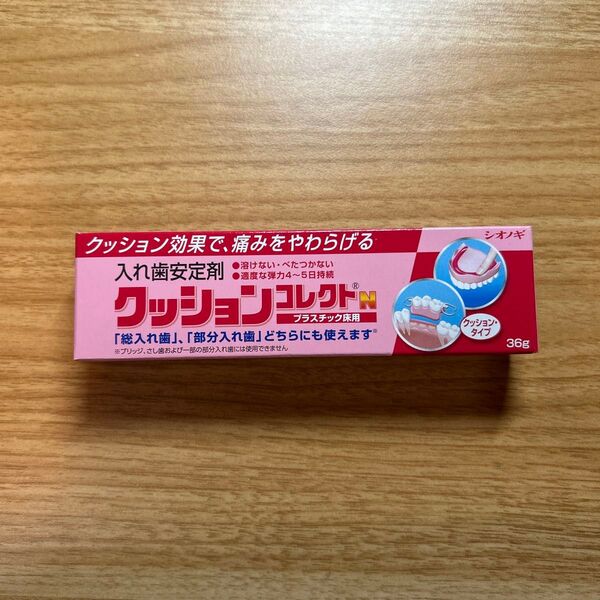 クッション効果で、痛みをやわらげる
シオノギ
入れ歯安定剤
●溶けない・べたつかない
●適度な弾力4〜5日持続
クッションコレクト®N
プラスチック床用
「総入れ歯」、「部分入れ歯」どちらにも使えます※
※ブリッジ、さし歯および一部の部分入れ歯には使用できません
クッション・
タイプ
36g